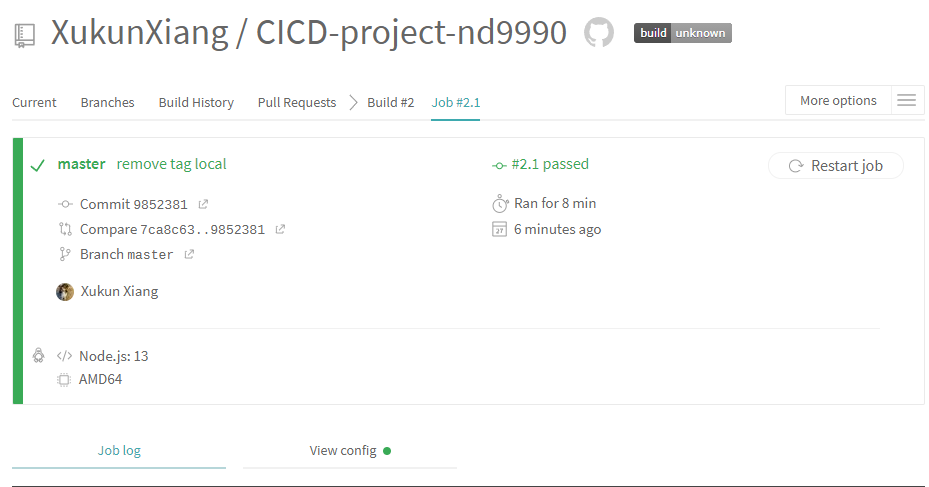 XukunXiang / CICD-project-nd9990 build unknown
Current Branches Build History Pull Requests Build #2 Job #2.1 More options
master remove tag local #2.1 passed Restart job
Commit 9852381 Ran for 8 min
Compare 7ca8c63..9852381 6 minutes ago
Branch master
Xukun Xiang
Node.js: 13
AMD64
Job log View config